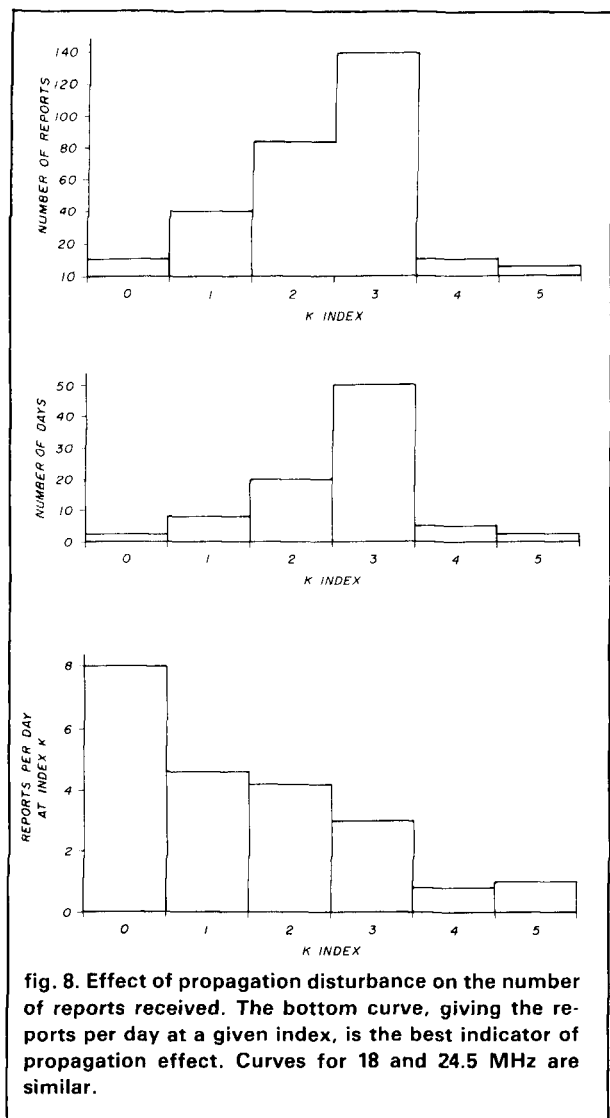 NUMBER OF REPORTS
140
120
100
80
60
40
20
10
0 1 2 3 4 5
K INDEX
NUMBER OF DAYS
50
40
30
20
10
0
0 1 2 3 4 5
K INDEX
REPORTS PER DAY
AT INDEX K
8
6
4
2
0
0 1 2 3 4 5
K INDEX
fig. 8. Effect of propagation disturbance on the number
of reports received. The bottom curve, giving the re-
ports per day at a given index, is the best indicator of
propagation effect. Curves for 18 and 24.5 MHz are
similar.